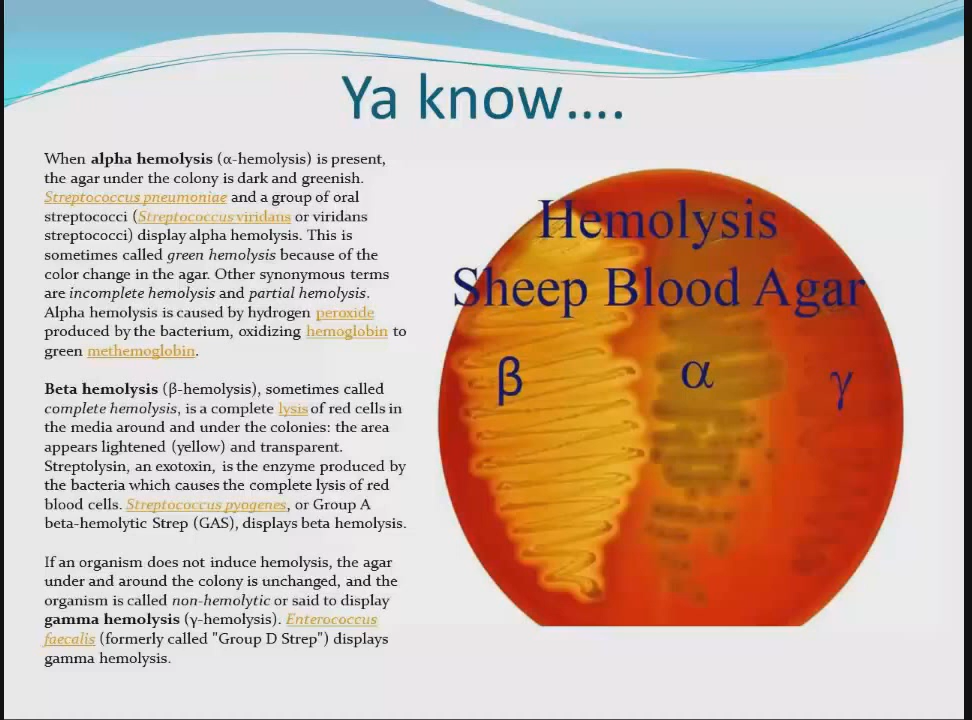 Ya know….
When alpha hemolysis (α-hemolysis) is present,
the agar under the colony is dark and greenish.
Streptococcus pneumoniae and a group of oral
streptococci (Streptococcus viridans or viridans
streptococci) display alpha hemolysis. This is
sometimes called green hemolysis because of the
color change in the agar. Other synonymous terms
are incomplete hemolysis and partial hemolysis.
Alpha hemolysis is caused by hydrogen peroxide
produced by the bacterium, oxidizing hemoglobin to
green methemoglobin.
Beta hemolysis (β-hemolysis), sometimes called
complete hemolysis, is a complete lysis of red cells in
the media around and under the colonies: the area
appears lightened (yellow) and transparent.
Streptolysin, an exotoxin, is the enzyme produced by
the bacteria which causes the complete lysis of red
blood cells. Streptococcus pyogenes, or Group A
beta-hemolytic Strep (GAS), displays beta hemolysis.
If an organism does not induce hemolysis, the agar
under and around the colony is unchanged, and the
organism is called non-hemolytic or said to display
gamma hemolysis (γ-hemolysis). Enterococcus
faecalis (formerly called "Group D Strep") displays
gamma hemolysis.
Hemolysis
Sheep Blood Agar
β α γ